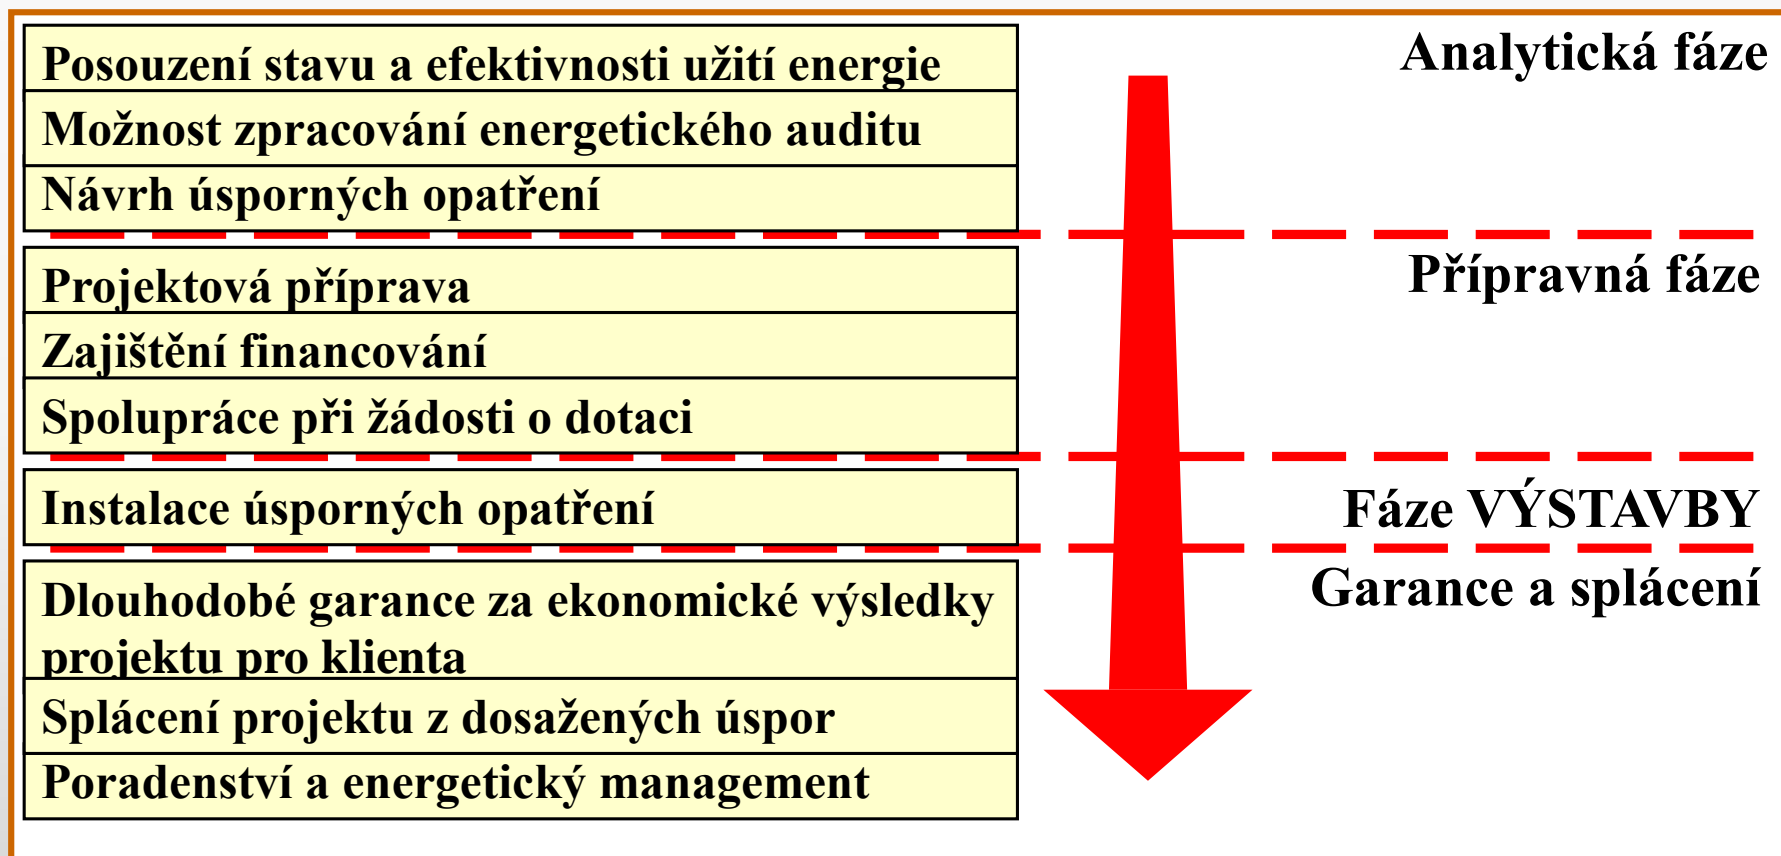 Posouzení stavu a efektivnosti užití energie
Možnost zpracování energetického auditu
Návrh úsporných opatření
Analytická fáze
Projektová příprava
Zajištění financování
Spolupráce při žádosti o dotaci
Přípravná fáze
Instalace úsporných opatření
Fáze VÝSTAVBY
Dlouhodobé garance za ekonomické výsledky
projektu pro klienta
Splácení projektu z dosažených úspor
Poradenství a energetický management
Garance a splácení